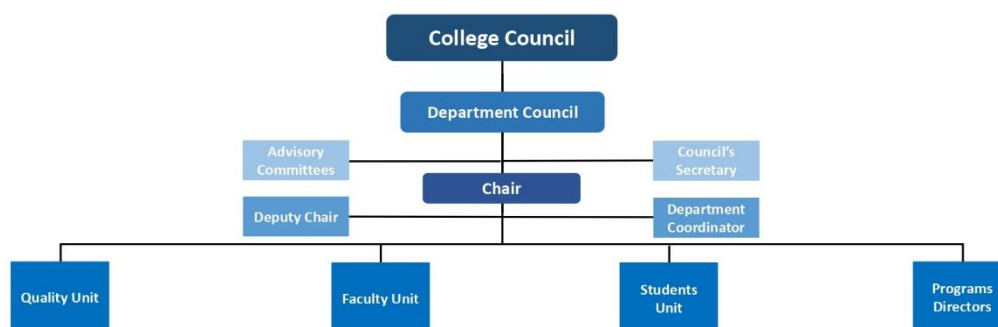 College Council
Department Council
Advisory
Committees
Council's
Secretary
Chair
Deputy Chair
Department
Coordinator
Quality Unit
Faculty Unit
Students
Unit
Programs
Directors